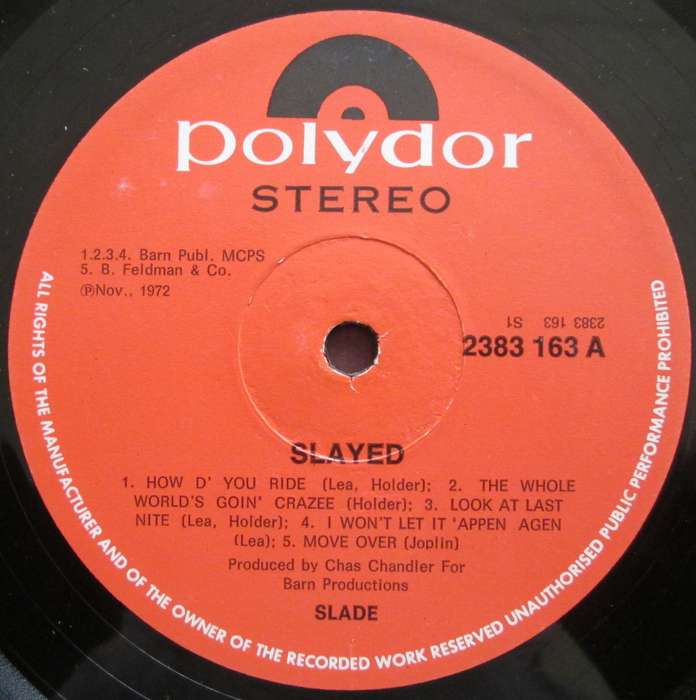 polydor
STEREO
1.2.3.4. Barn Publ. MCPS
5. B. Feldman & Co.
ⓅNov., 1972
2383 163 S1
2383 163 A
SLAYED
1. HOW D' YOU RIDE (Lea, Holder); 2. THE WHOLE
WORLD'S GOIN' CRAZEE (Holder); 3. LOOK AT LAST
NITE (Lea, Holder); 4. I WON'T LET IT 'APPEN AGEN
(Lea); 5. MOVE OVER (Joplin)
Produced by Chas Chandler For
Barn Productions
SLADE
ALL RIGHTS OF THE MANUFACTURER AND OF THE OWNER OF THE RECORDED WORK RESERVED UNAUTHORISED PUBLIC PERFORMANCE PROHIBITED